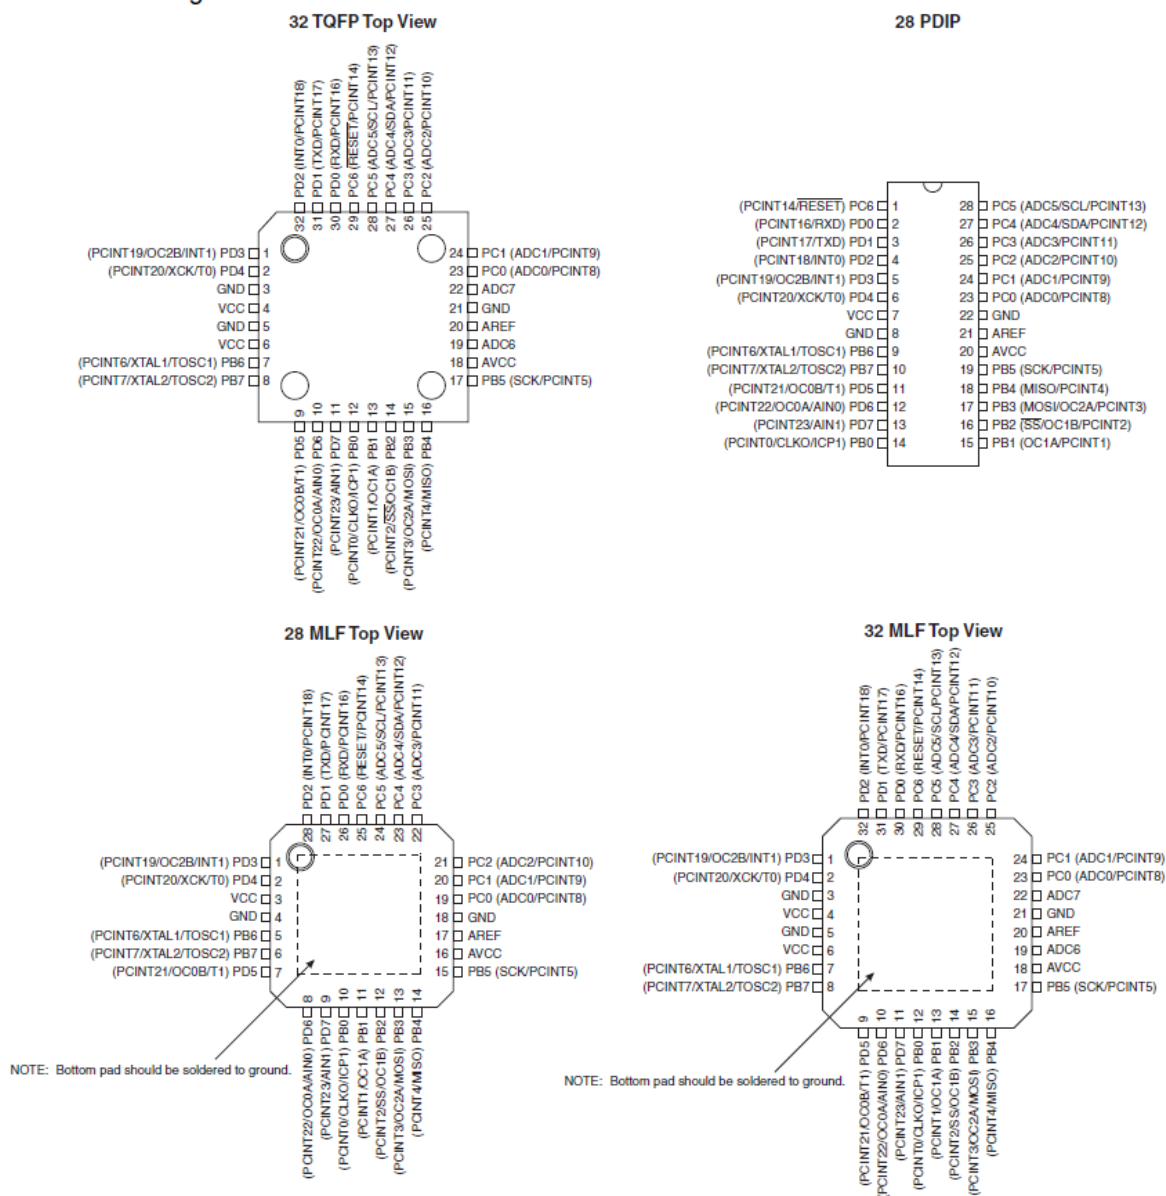 32 TQFP Top View
PD2 (INT0/PCINT18)
PD1 (TXD/PCINT17)
PD0 (RXD/PCINT16)
PC6 (RESET/PCINT14)
PC5 (ADC5/SCL/PCINT13)
PC4 (ADC4/SDA/PCINT12)
PC3 (ADC3/PCINT11)
PC2 (ADC2/PCINT10)
32 31 30 29 28 27 26 25
(PCINT19/OC2B/INT1) PD3 1
(PCINT20/XCK/T0) PD4 2
GND 3
VCC 4
GND 5
VCC 6
(PCINT6/XTAL1/TOSC1) PB6 7
(PCINT7/XTAL2/TOSC2) PB7 8
24 PC1 (ADC1/PCINT9)
23 PC0 (ADC0/PCINT8)
22 ADC7
21 GND
20 AREF
19 ADC6
18 AVCC
17 PB5 (SCK/PCINT5)
9 10 11 12 13 14 15 16
(PCINT21/OC0B/T1) PD5
(PCINT22/OC0A/AIN0) PD6
(PCINT23/AIN1) PD7
(PCINT0/CLKO/ICP1) PB0
(PCINT1/OC1A) PB1
(PCINT2/SS/OC1B) PB2
(PCINT3/OC2A/MOSI) PB3
(PCINT4/MISO) PB4
28 PDIP
(PCINT14/RESET) PC6 1 28 PC5 (ADC5/SCL/PCINT13)
(PCINT16/RXD) PD0 2 27 PC4 (ADC4/SDA/PCINT12)
(PCINT17/TXD) PD1 3 26 PC3 (ADC3/PCINT11)
(PCINT18/INT0) PD2 4 25 PC2 (ADC2/PCINT10)
(PCINT19/OC2B/INT1) PD3 5 24 PC1 (ADC1/PCINT9)
(PCINT20/XCK/T0) PD4 6 23 PC0 (ADC0/PCINT8)
VCC 7 22 GND
GND 8 21 AREF
(PCINT6/XTAL1/TOSC1) PB6 9 20 AVCC
(PCINT7/XTAL2/TOSC2) PB7 10 19 PB5 (SCK/PCINT5)
(PCINT21/OC0B/T1) PD5 11 18 PB4 (MISO/PCINT4)
(PCINT22/OC0A/AIN0) PD6 12 17 PB3 (MOSI/OC2A/PCINT3)
(PCINT23/AIN1) PD7 13 16 PB2 (SS/OC1B/PCINT2)
(PCINT0/CLKO/ICP1) PB0 14 15 PB1 (OC1A/PCINT1)
28 MLF Top View
PD2 (INT0/PCINT18)
PD1 (TXD/PCINT17)
PD0 (RXD/PCINT16)
PC6 (RESET/PCINT14)
PC5 (ADC5/SCL/PCINT13)
PC4 (ADC4/SDA/PCINT12)
PC3 (ADC3/PCINT11)
28 27 26 25 24 23 22
(PCINT19/OC2B/INT1) PD3 1
(PCINT20/XCK/T0) PD4 2
VCC 3
GND 4
(PCINT6/XTAL1/TOSC1) PB6 5
(PCINT7/XTAL2/TOSC2) PB7 6
(PCINT21/OC0B/T1) PD5 7
21 PC2 (ADC2/PCINT10)
20 PC1 (ADC1/PCINT9)
19 PC0 (ADC0/PCINT8)
18 GND
17 AREF
16 AVCC
15 PB5 (SCK/PCINT5)
8 9 10 11 12 13 14
(PCINT22/OC0A/AIN0) PD6
(PCINT23/AIN1) PD7
(PCINT0/CLKO/ICP1) PB0
(PCINT1/OC1A) PB1
(PCINT2/SS/OC1B) PB2
(PCINT3/OC2A/MOSI) PB3
(PCINT4/MISO) PB4
NOTE: Bottom pad should be soldered to ground.
32 MLF Top View
PD2 (INT0/PCINT18)
PD1 (TXD/PCINT17)
PD0 (RXD/PCINT16)
PC6 (RESET/PCINT14)
PC5 (ADC5/SCL/PCINT13)
PC4 (ADC4/SDA/PCINT12)
PC3 (ADC3/PCINT11)
PC2 (ADC2/PCINT10)
32 31 30 29 28 27 26 25
(PCINT19/OC2B/INT1) PD3 1
(PCINT20/XCK/T0) PD4 2
GND 3
VCC 4
GND 5
VCC 6
(PCINT6/XTAL1/TOSC1) PB6 7
(PCINT7/XTAL2/TOSC2) PB7 8
24 PC1 (ADC1/PCINT9)
23 PC0 (ADC0/PCINT8)
22 ADC7
21 GND
20 AREF
19 ADC6
18 AVCC
17 PB5 (SCK/PCINT5)
9 10 11 12 13 14 15 16
(PCINT21/OC0B/T1) PD5
(PCINT22/OC0A/AIN0) PD6
(PCINT23/AIN1) PD7
(PCINT0/CLKO/ICP1) PB0
(PCINT1/OC1A) PB1
(PCINT2/SS/OC1B) PB2
(PCINT3/OC2A/MOSI) PB3
(PCINT4/MISO) PB4
NOTE: Bottom pad should be soldered to ground.